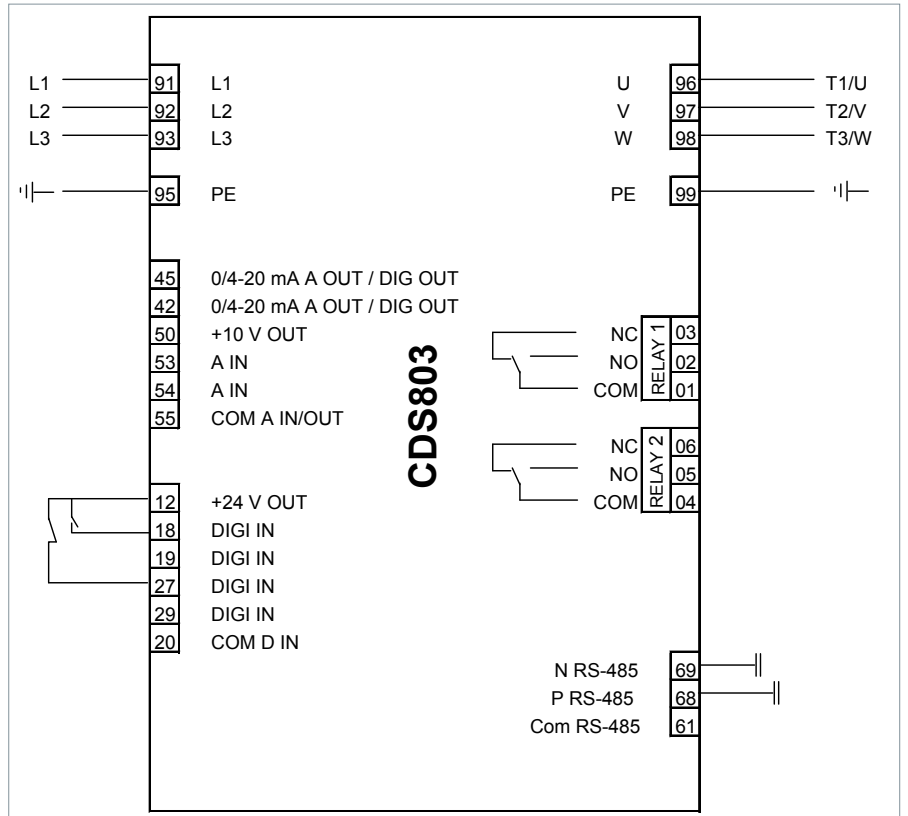 L1 91 L1 U 96 T1/U
L2 92 L2 V 97 T2/V
L3 93 L3 W 98 T3/W
95 PE PE 99
45 0/4-20 mA A OUT / DIG OUT
42 0/4-20 mA A OUT / DIG OUT
50 +10 V OUT
53 A IN
54 A IN
55 COM A IN/OUT
CDS803
NC 03
NO 02
COM 01
RELAY 1
NC 06
NO 05
COM 04
RELAY 2
12 +24 V OUT
18 DIGI IN
19 DIGI IN
27 DIGI IN
29 DIGI IN
20 COM D IN
N RS-485 69
P RS-485 68
Com RS-485 61